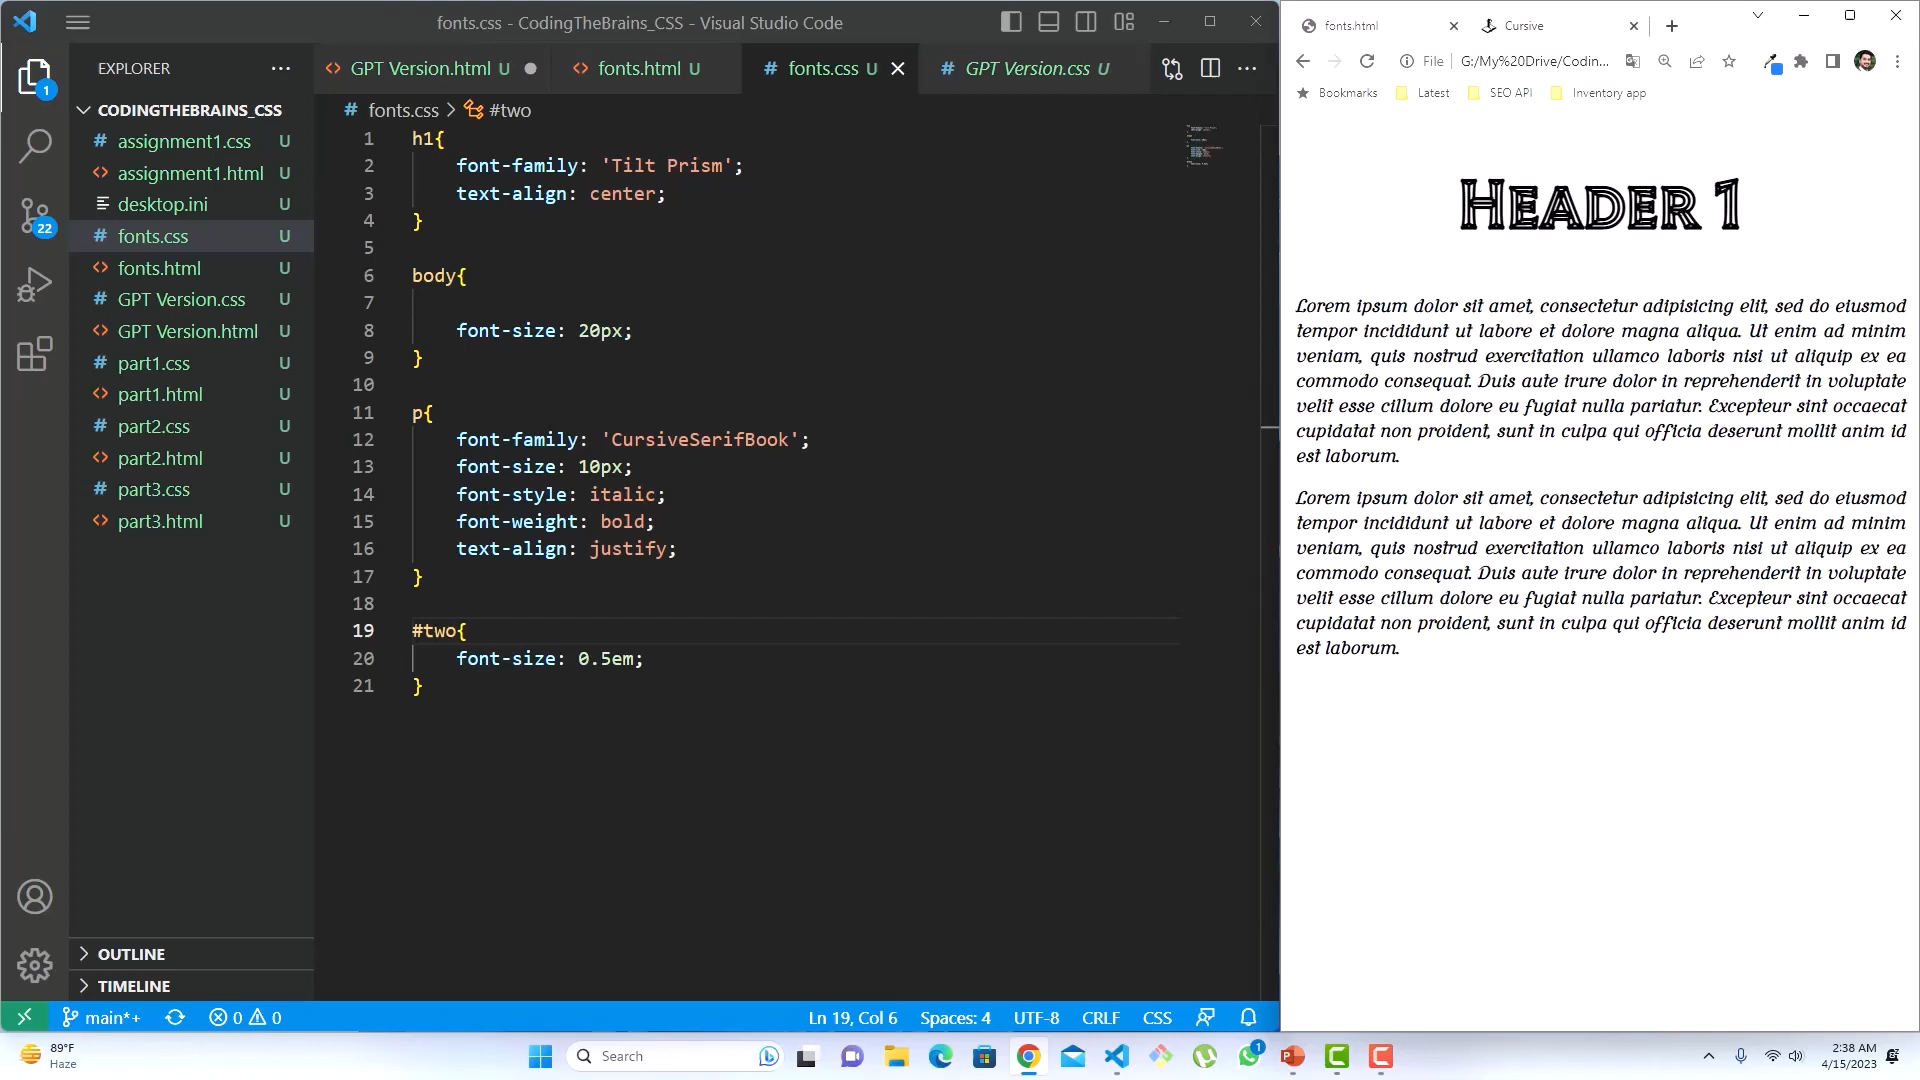 fonts.css - CodingTheBrains_CSS - Visual Studio Code
EXPLORER
1
CODINGTHEBRAINS_CSS
# assignment1.css U
<> assignment1.html U
desktop.ini U
# fonts.css U
<> fonts.html U
# GPT Version.css U
<> GPT Version.html U
# part1.css U
<> part1.html U
# part2.css U
<> part2.html U
# part3.css U
<> part3.html U
22
OUTLINE
TIMELINE
<> GPT Version.html U
<> fonts.html U
# fonts.css U
# GPT Version.css U
# fonts.css > #two
1 h1{
2 font-family: 'Tilt Prism';
3 text-align: center;
4 }
5
6 body{
7
8 font-size: 20px;
9 }
10
11 p{
12 font-family: 'CursiveSerifBook';
13 font-size: 10px;
14 font-style: italic;
15 font-weight: bold;
16 text-align: justify;
17 }
18
19 #two{
20 font-size: 0.5em;
21 }
main*+ 0 0 Ln 19, Col 6 Spaces: 4 UTF-8 CRLF CSS
fonts.html
Cursive
File G:/My%20Drive/Codin...
Bookmarks Latest SEO API Inventory app
HEADER 1
Lorem ipsum dolor sit amet, consectetur adipisicing elit, sed do eiusmod
tempor incididunt ut labore et dolore magna aliqua. Ut enim ad minim
veniam, quis nostrud exercitation ullamco laboris nisi ut aliquip ex ea
commodo consequat. Duis aute irure dolor in reprehenderit in voluptate
velit esse cillum dolore eu fugiat nulla pariatur. Excepteur sint occaecat
cupidatat non proident, sunt in culpa qui officia deserunt mollit anim id
est laborum.
Lorem ipsum dolor sit amet, consectetur adipisicing elit, sed do eiusmod
tempor incididunt ut labore et dolore magna aliqua. Ut enim ad minim
veniam, quis nostrud exercitation ullamco laboris nisi ut aliquip ex ea
commodo consequat. Duis aute irure dolor in reprehenderit in voluptate
velit esse cillum dolore eu fugiat nulla pariatur. Excepteur sint occaecat
cupidatat non proident, sunt in culpa qui officia deserunt mollit anim id
est laborum.
89°F
Haze
Search
1
2:38 AM
4/15/2023